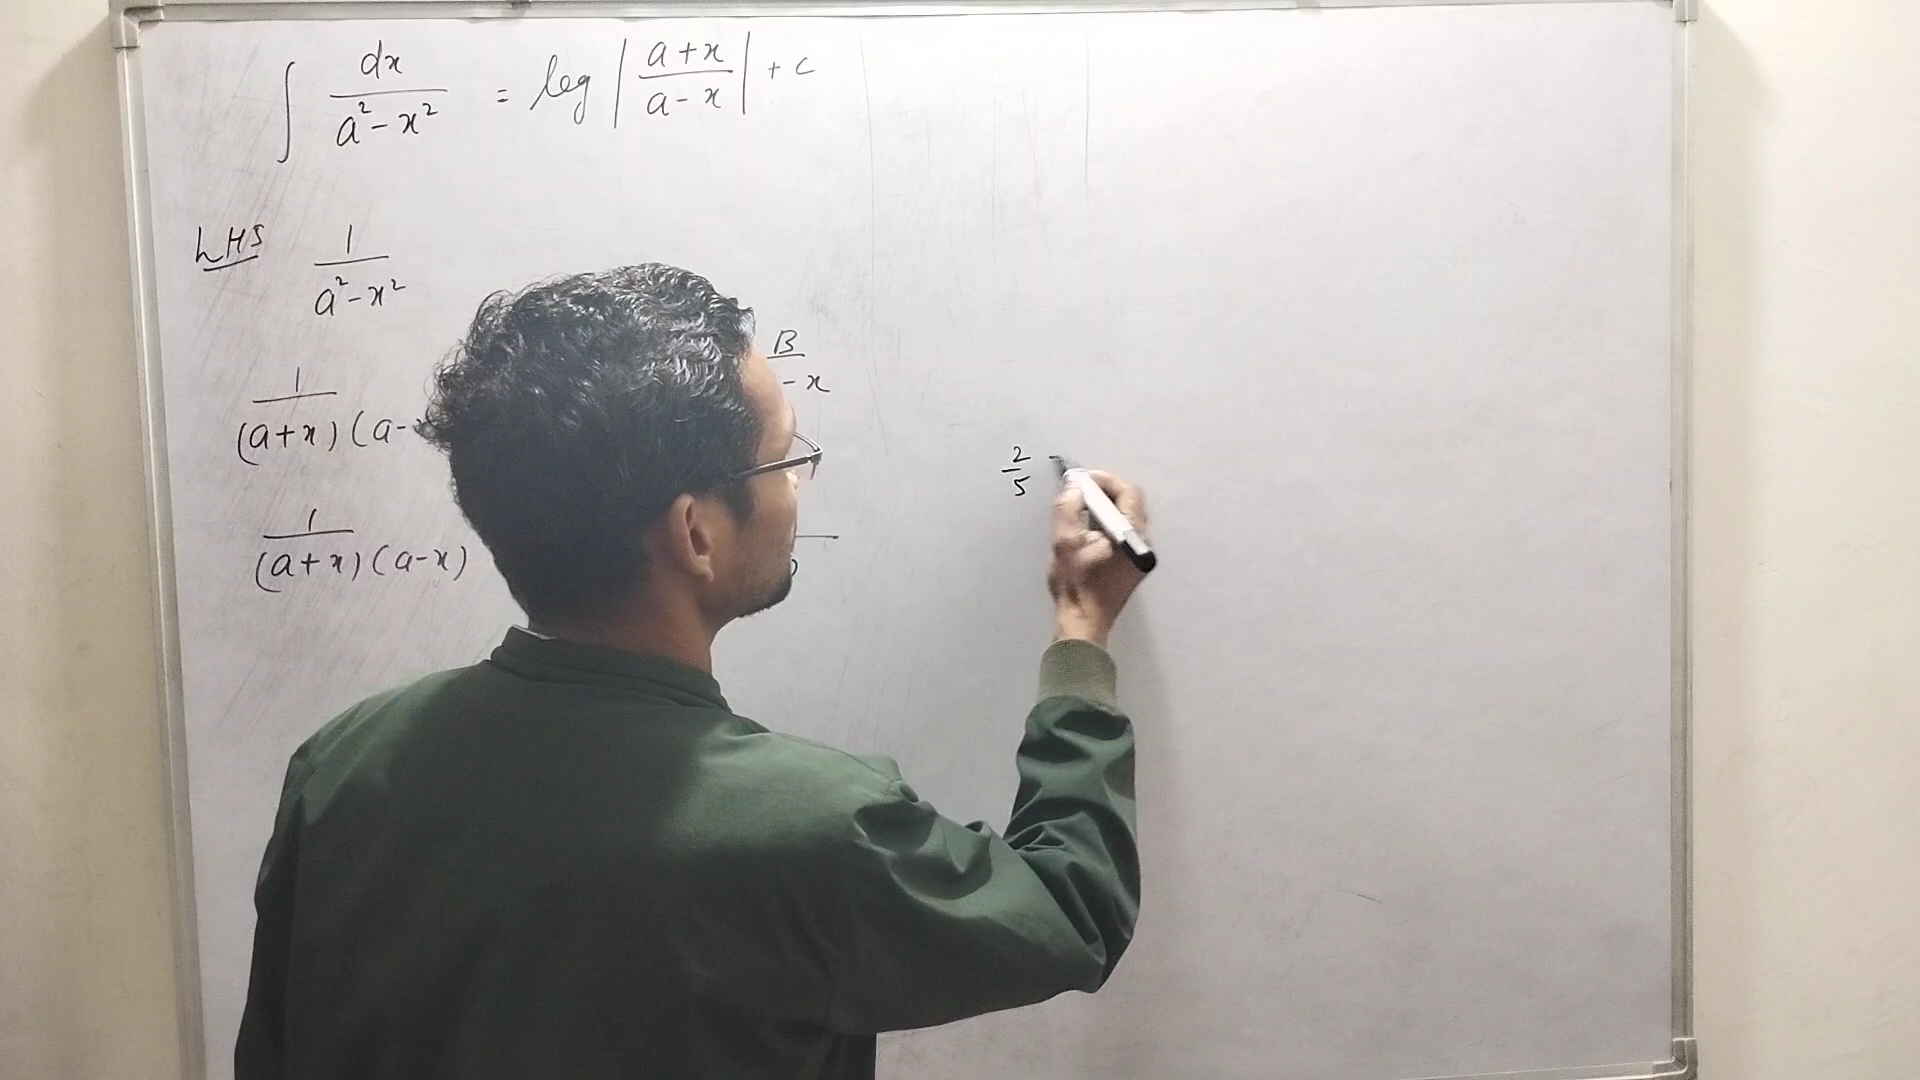 ∫ dx / a² - x² = log | a + x / a - x | + c
LHS 1 / a² - x²
1 / (a + x) (a - B / - x
2 / 5
1 / (a + x) (a - x)